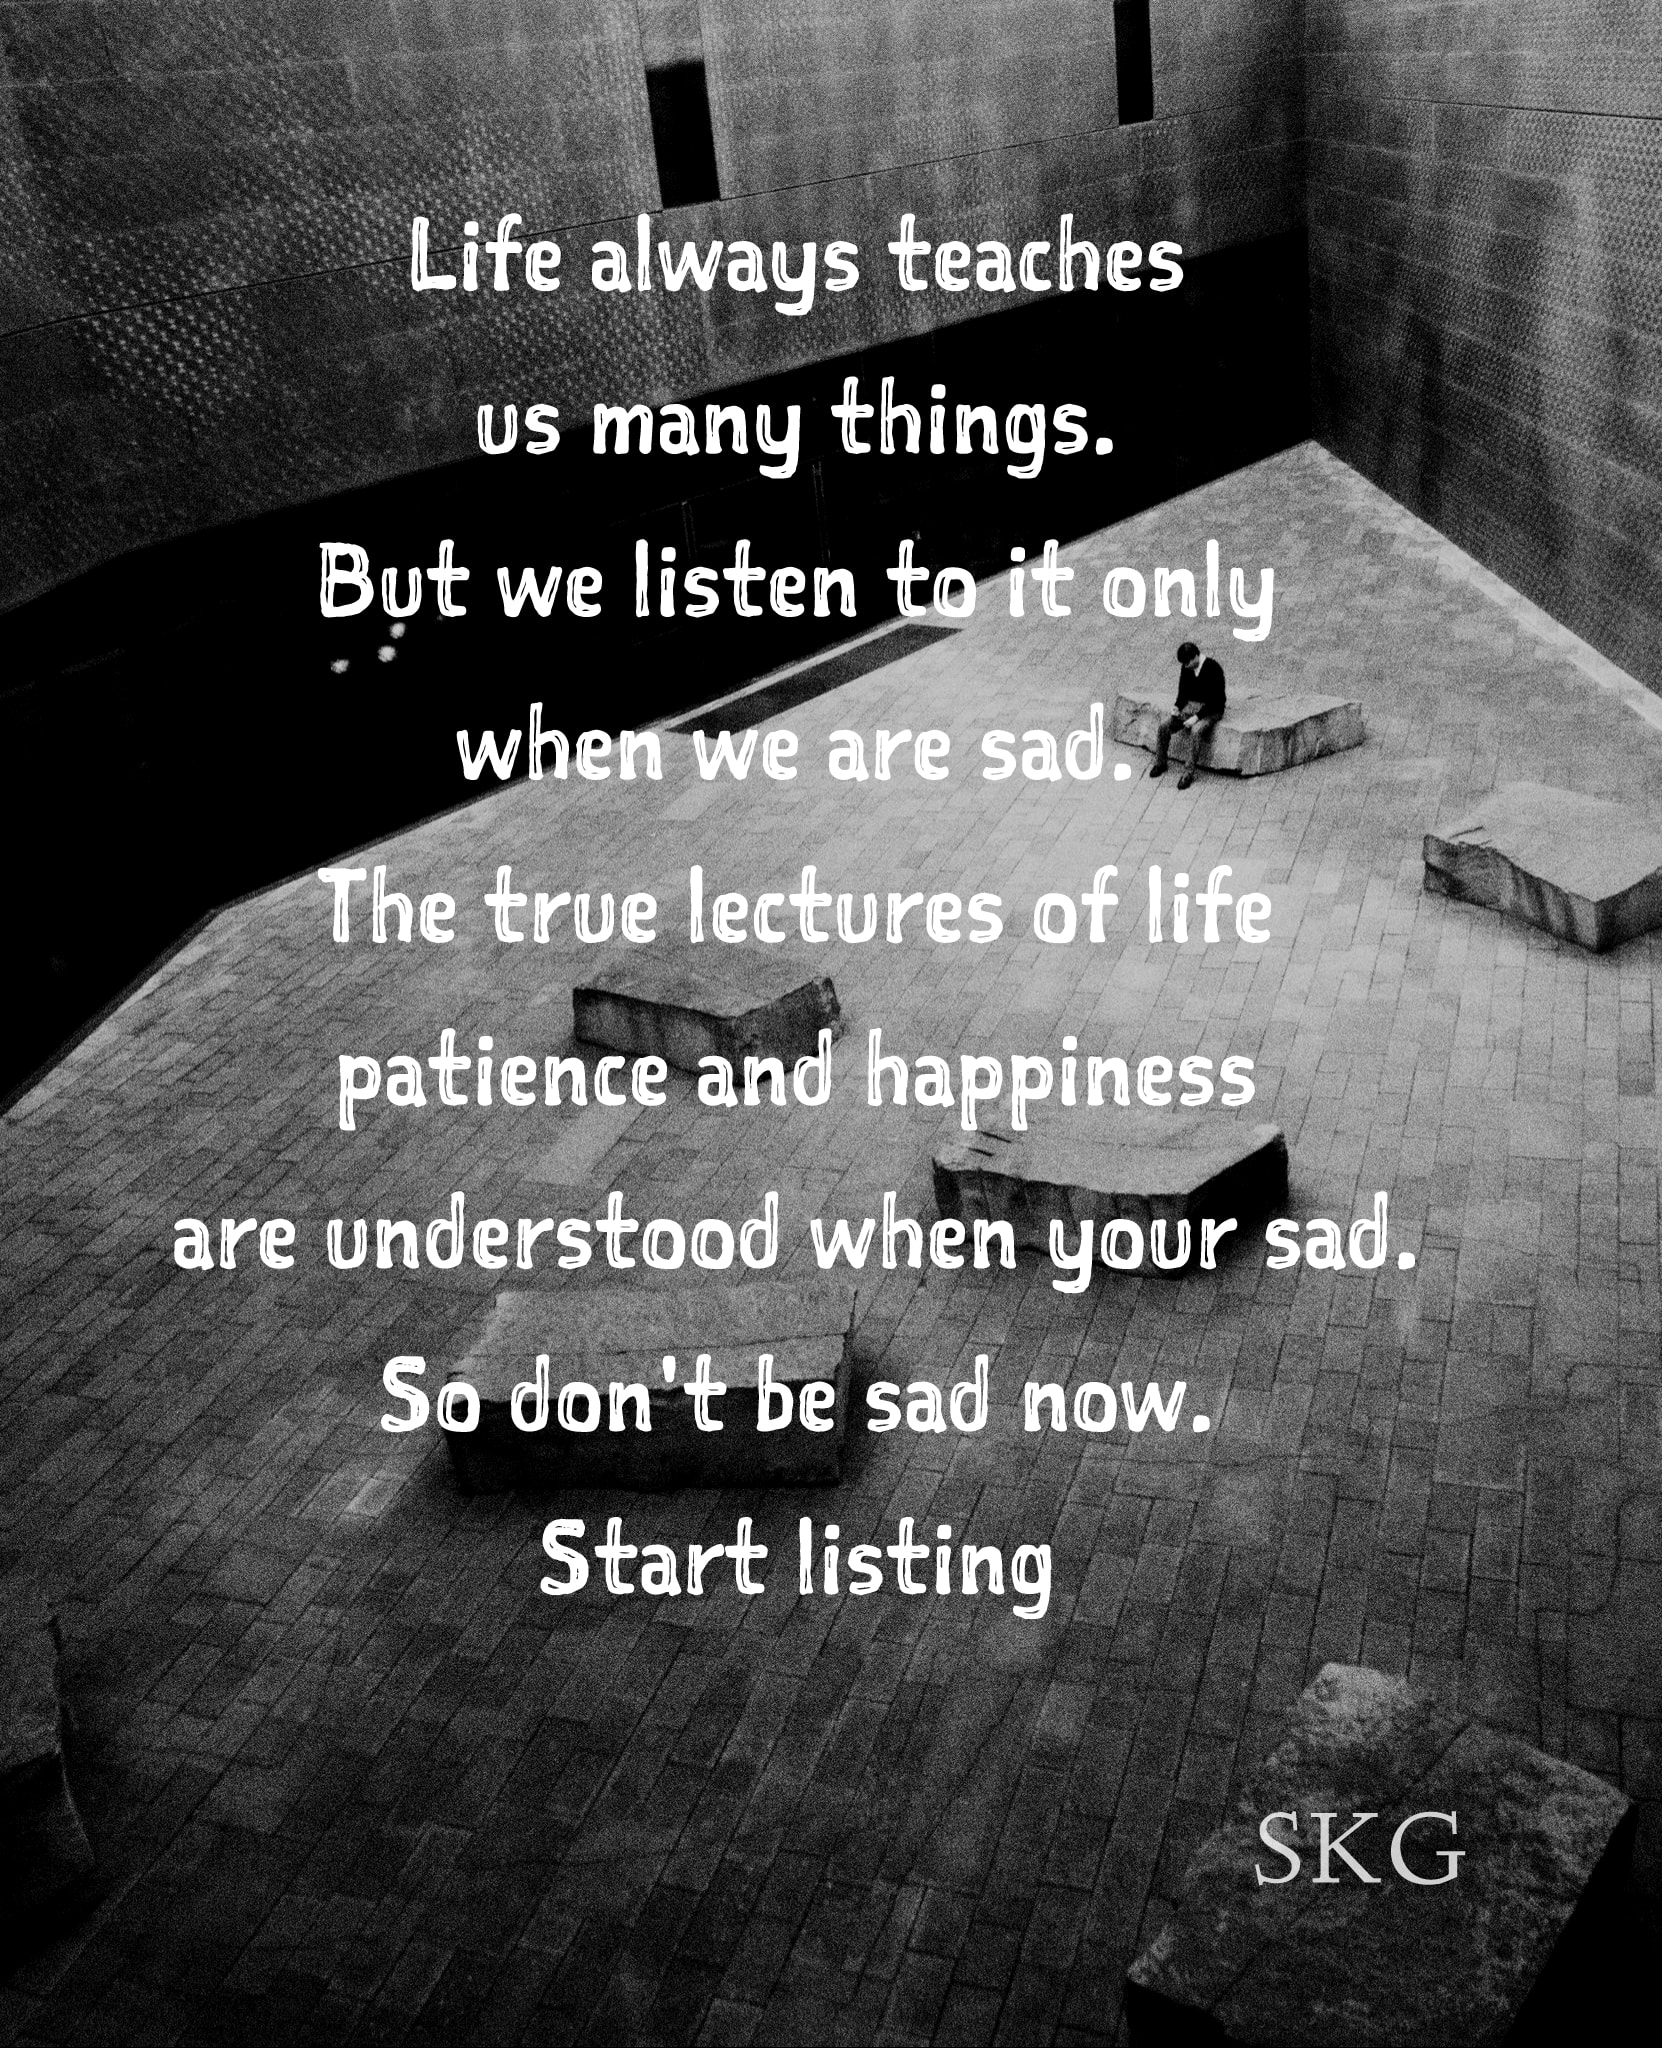 Life always teaches
us many things.
But we listen to it only
when we are sad.
The true lectures of life
patience and happiness
are understood when your sad.
So don't be sad now.
Start listing
SKG